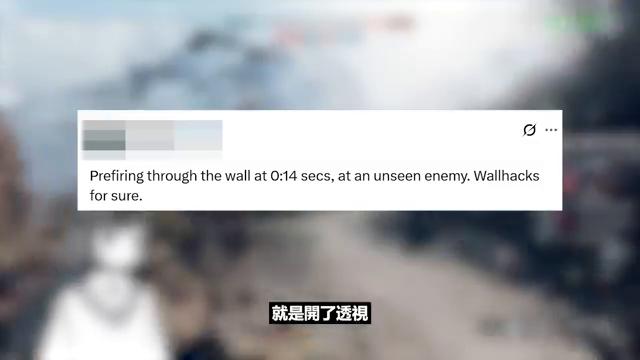 Prefiring through the wall at 0:14 secs, at an unseen enemy. Wallhacks
for sure.
就是開了透視